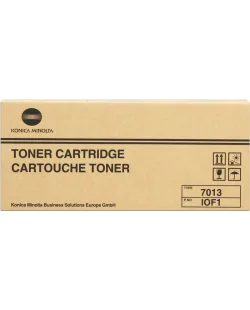 KONICA MINOLTA
TONER CARTRIDGE
CARTOUCHE TONER
7013
IOF1
Konica Minolta Business Solutions Europe GmbH